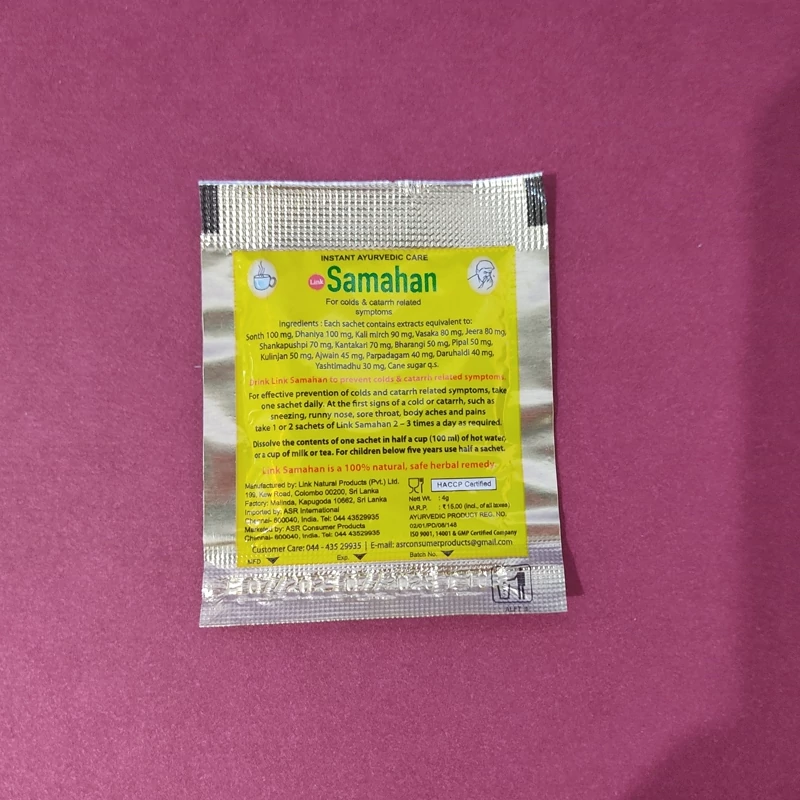 INSTANT AYURVEDIC CARE
Link Samahan
For colds & catarrh related
symptoms
Ingredients : Each sachet contains extracts equivalent to:
Sonth 100 mg, Dhaniya 100 mg, Kali mirch 90 mg, Vasaka 80 mg, Jeera 80 mg,
Shankapushpi 70 mg, Kantakari 70 mg, Bharangi 50 mg, Pipal 50 mg,
Kulinjan 50 mg, Ajwain 45 mg, Parpadagam 40 mg, Daruhaldi 40 mg,
Yashtimadhu 30 mg, Cane sugar q.s.
Drink Link Samahan to prevent colds & catarrh related symptoms.
For effective prevention of colds and catarrh related symptoms, take
one sachet daily. At the first signs of a cold or catarrh, such as
sneezing, runny nose, sore throat, body aches and pains
take 1 or 2 sachets of Link Samahan 2 – 3 times a day as required.
Dissolve the contents of one sachet in half a cup (100 ml) of hot water,
or a cup of milk or tea. For children below five years use half a sachet.
Link Samahan is a 100% natural, safe herbal remedy.
Manufactured by: Link Natural Products (Pvt.) Ltd.
199, Kew Road, Colombo 00200, Sri Lanka
Factory: Malinda, Kapugoda 10662, Sri Lanka
Imported by: ASR International
Chennai- 600040, India. Tel: 044 43529935
Marketed by: ASR Consumer Products
Chennai- 600040, India. Tel: 044 43529935
HACCP Certified
Nett Wt. : 4g
M.R.P. : ₹15.00 (incl., of all taxes)
AYURVEDIC PRODUCT REG. NO.
02/01/PD/08/148
ISO 9001, 14001 & GMP Certified Company
Customer Care: 044 - 435 29935 | E-mail: asrconsumerproducts@gmail.com
MFD Exp. Batch No.